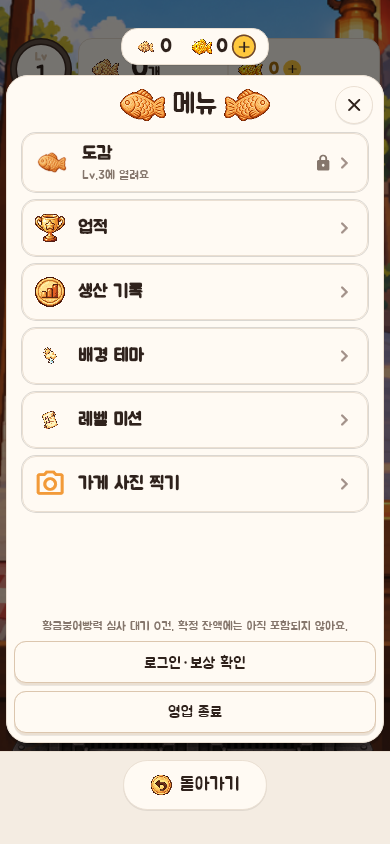 0 0
Lv
1 0개 0
메뉴
도감
Lv.3에 열려요
업적
생산 기록
배경 테마
레벨 미션
가게 사진 찍기
황금붕어빵력 심사 대기 0건, 확정 잔액에는 아직 포함되지 않아요.
로그인·보상 확인
영업 종료
돌아가기